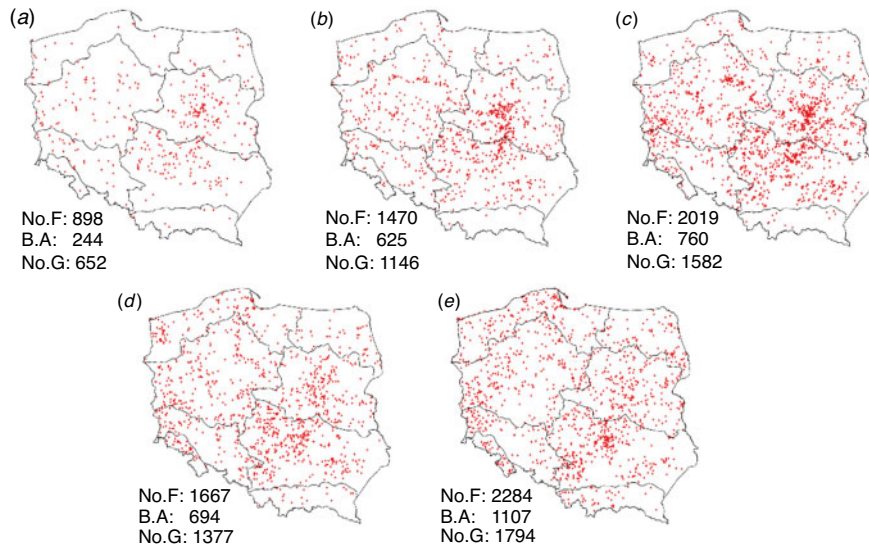 (a)
No.F: 898
B.A: 244
No.G: 652
(b)
No.F: 1470
B.A: 625
No.G: 1146
(c)
No.F: 2019
B.A: 760
No.G: 1582
(d)
No.F: 1667
B.A: 694
No.G: 1377
(e)
No.F: 2284
B.A: 1107
No.G: 1794